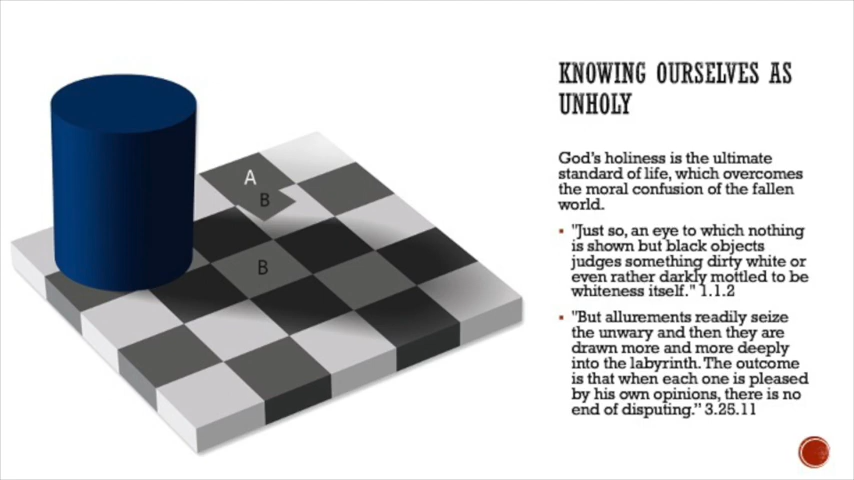 A
B
B
KNOWING OURSELVES AS
UNHOLY
God's holiness is the ultimate
standard of life, which overcomes
the moral confusion of the fallen
world.
▪ "Just so, an eye to which nothing
is shown but black objects
judges something dirty white or
even rather darkly mottled to be
whiteness itself." 1.1.2
▪ "But allurements readily seize
the unwary and then they are
drawn more and more deeply
into the labyrinth. The outcome
is that when each one is pleased
by his own opinions, there is no
end of disputing." 3.25.11